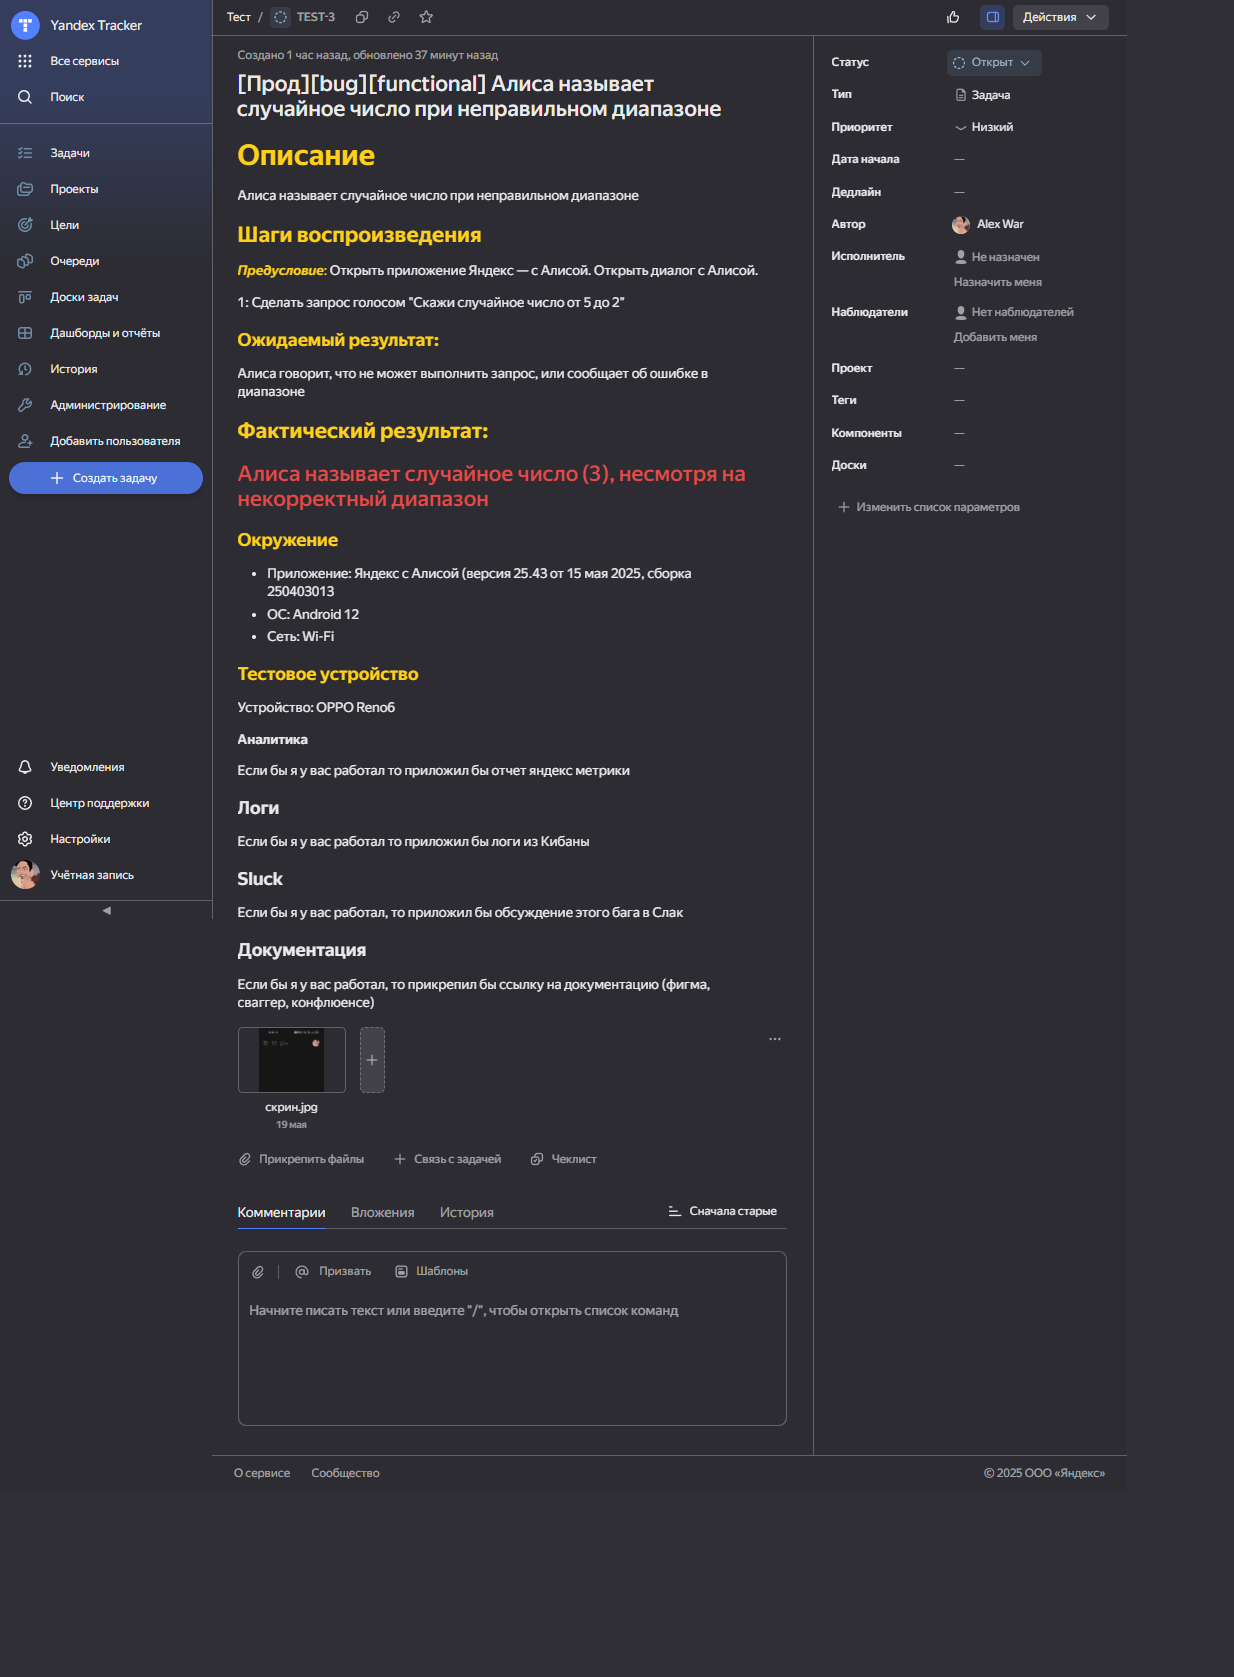 Yandex Tracker
Все сервисы
Поиск
Задачи
Проекты
Цели
Очереди
Доски задач
Дашборды и отчёты
История
Администрирование
Добавить пользователя
Создать задачу
Уведомления
Центр поддержки
Настройки
Учётная запись
Тест / TEST-3
Действия
Создано 1 час назад, обновлено 37 минут назад
[Прод][bug][functional] Алиса называет
случайное число при неправильном диапазоне
Описание
Алиса называет случайное число при неправильном диапазоне
Шаги воспроизведения
Предусловие: Открыть приложение Яндекс — с Алисой. Открыть диалог с Алисой.
1: Сделать запрос голосом "Скажи случайное число от 5 до 2"
Ожидаемый результат:
Алиса говорит, что не может выполнить запрос, или сообщает об ошибке в
диапазоне
Фактический результат:
Алиса называет случайное число (3), несмотря на
некорректный диапазон
Окружение
• Приложение: Яндекс с Алисой (версия 25.43 от 15 мая 2025, сборка
250403013
• ОС: Android 12
• Сеть: Wi-Fi
Тестовое устройство
Устройство: OPPO Reno6
Аналитика
Если бы я у вас работал то приложил бы отчет яндекс метрики
Логи
Если бы я у вас работал то приложил бы логи из Кибаны
Sluck
Если бы я у вас работал, то приложил бы обсуждение этого бага в Слак
Документация
Если бы я у вас работал, то прикрепил бы ссылку на документацию (фигма,
сваггер, конфлюенсе)
скрин.jpg
19 мая
Прикрепить файлы
Связь с задачей
Чеклист
Комментарии
Вложения
История
Сначала старые
Призвать
Шаблоны
Начните писать текст или введите "/", чтобы открыть список команд
Статус
Открыт
Тип
Задача
Приоритет
Низкий
Дата начала
—
Дедлайн
—
Автор
Alex War
Исполнитель
Не назначен
Назначить меня
Наблюдатели
Нет наблюдателей
Добавить меня
Проект
—
Теги
—
Компоненты
—
Доски
—
Изменить список параметров
О сервисе
Сообщество
© 2025 ООО «Яндекс»